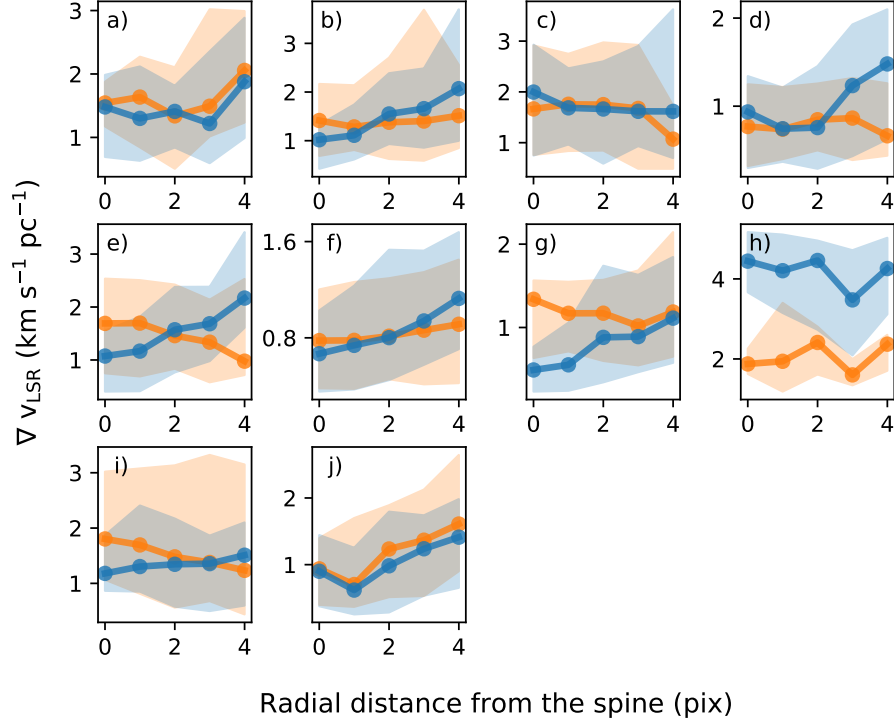 a) b) c) d)
3 3 3 2
2 2 2
1 1 1 1
0 2 4 0 2 4 0 2 4 0 2 4
e) f) g) h)
3 1.6 2 4
2 0.8 1 2
1
0 2 4 0 2 4 0 2 4 0 2 4
i) j)
3 2
2 1
1
0 2 4 0 2 4
∇ v_LSR (km s⁻¹ pc⁻¹)
Radial distance from the spine (pix)